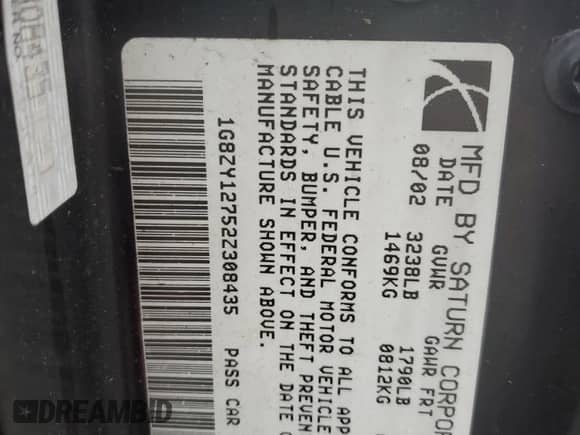 MFD BY SATURN CORPOR
DATE GVWR GAWR FRT
08/02 3238LB 1790LB
1469KG 0812KG
THIS VEHICLE CONFORMS TO ALL APP
CABLE U.S. FEDERAL MOTOR VEHICLE
SAFETY, BUMPER, AND THEFT PREVEN
STANDARDS IN EFFECT ON THE DATE O
MANUFACTURE SHOWN ABOVE.
1G8ZY12752Z308435 PASS CAR
DREAMBID